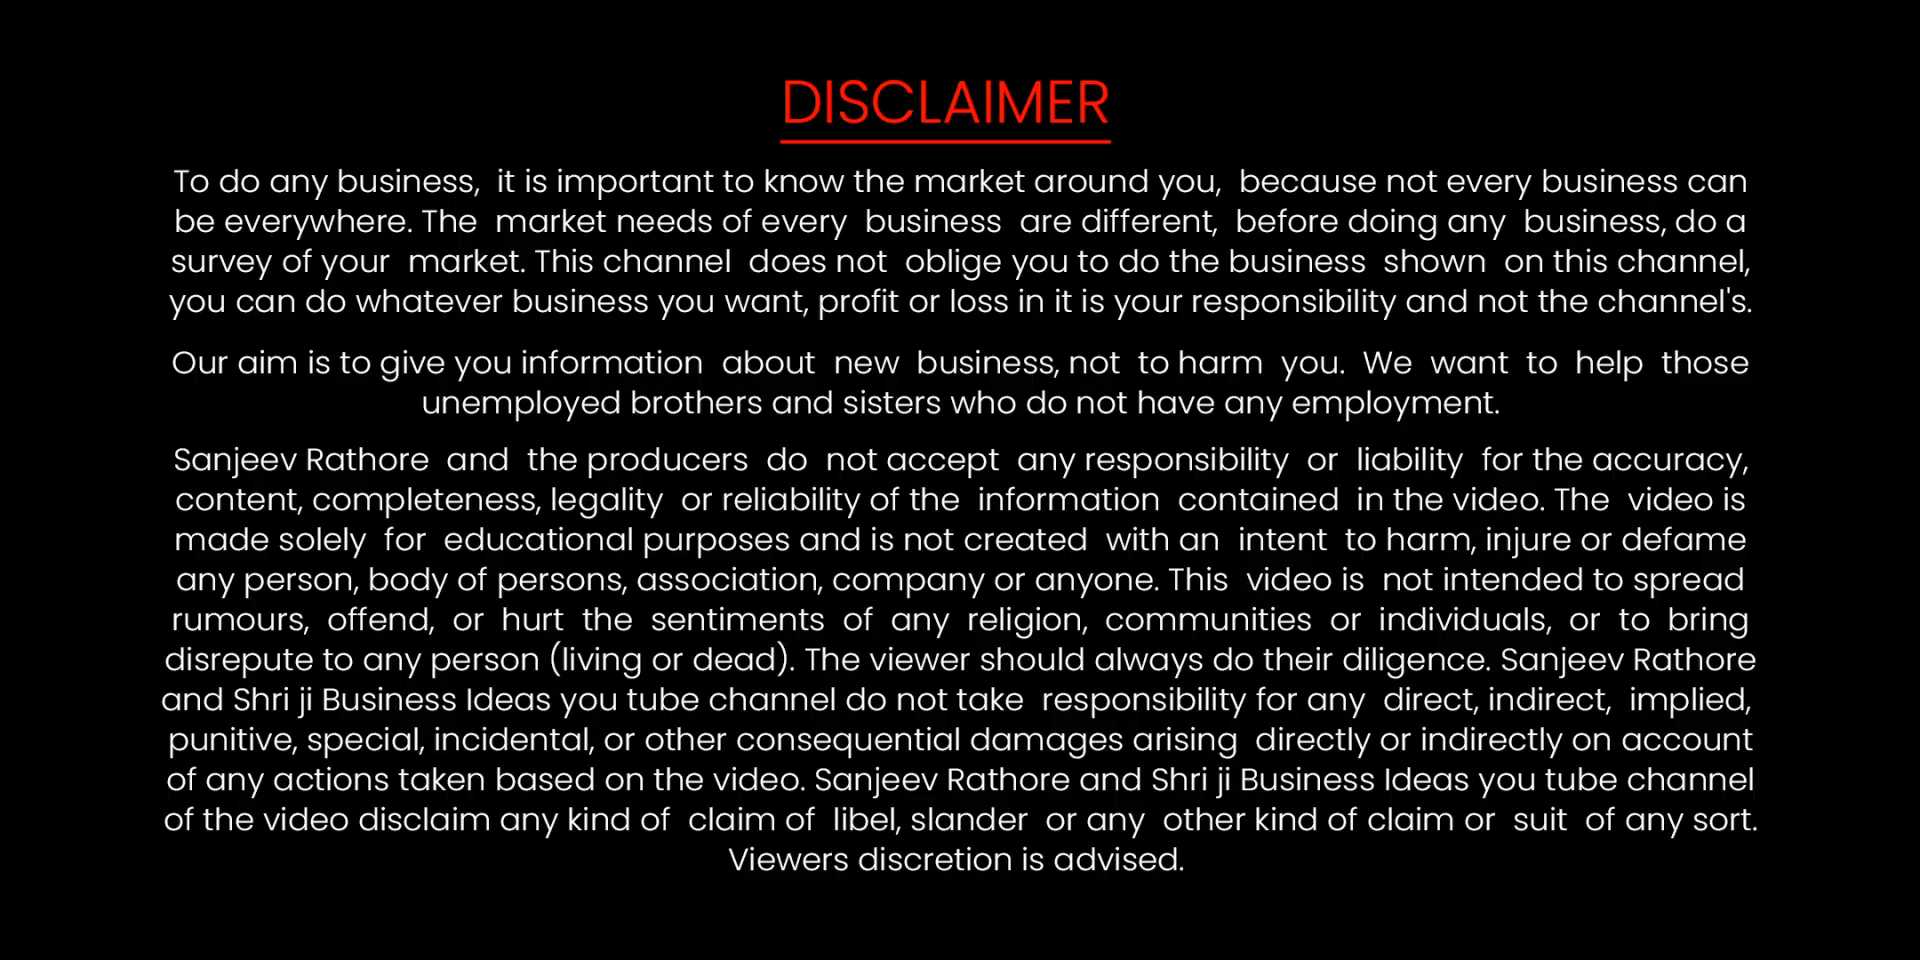 DISCLAIMER
To do any business, it is important to know the market around you, because not every business can
be everywhere. The market needs of every business are different, before doing any business, do a
survey of your market. This channel does not oblige you to do the business shown on this channel,
you can do whatever business you want, profit or loss in it is your responsibility and not the channel's.
Our aim is to give you information about new business, not to harm you. We want to help those
unemployed brothers and sisters who do not have any employment.
Sanjeev Rathore and the producers do not accept any responsibility or liability for the accuracy,
content, completeness, legality or reliability of the information contained in the video. The video is
made solely for educational purposes and is not created with an intent to harm, injure or defame
any person, body of persons, association, company or anyone. This video is not intended to spread
rumours, offend, or hurt the sentiments of any religion, communities or individuals, or to bring
disrepute to any person (living or dead). The viewer should always do their diligence. Sanjeev Rathore
and Shri ji Business Ideas you tube channel do not take responsibility for any direct, indirect, implied,
punitive, special, incidental, or other consequential damages arising directly or indirectly on account
of any actions taken based on the video. Sanjeev Rathore and Shri ji Business Ideas you tube channel
of the video disclaim any kind of claim of libel, slander or any other kind of claim or suit of any sort.
Viewers discretion is advised.